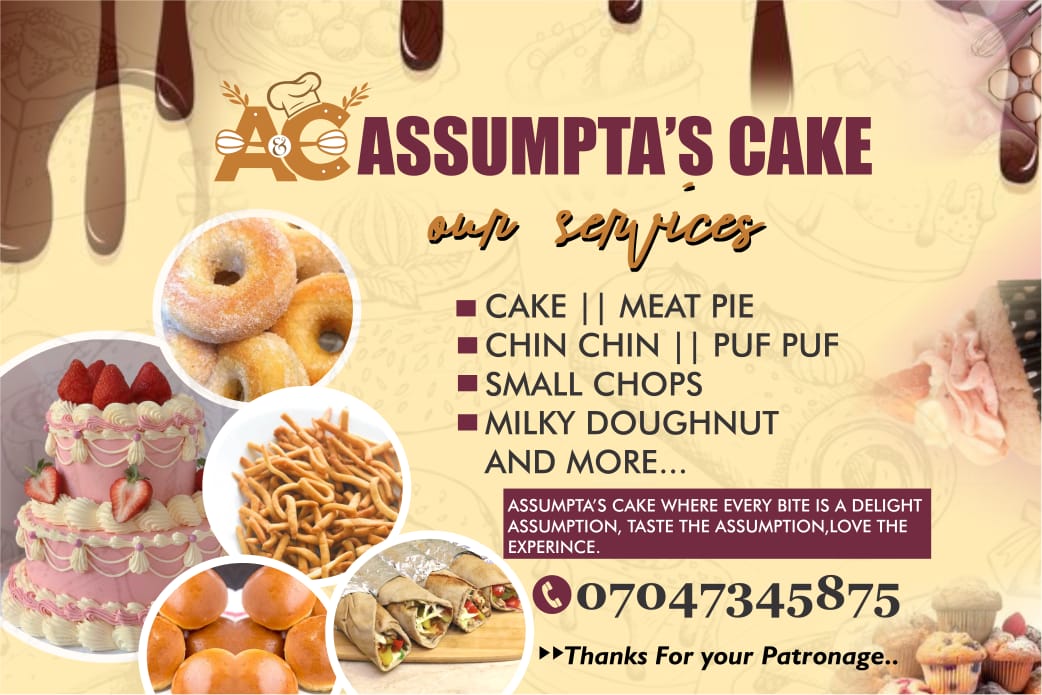 A&C ASSUMPTA'S CAKE
our services
CAKE || MEAT PIE
CHIN CHIN || PUF PUF
SMALL CHOPS
MILKY DOUGHNUT
AND MORE...
ASSUMPTA'S CAKE WHERE EVERY BITE IS A DELIGHT
ASSUMPTION, TASTE THE ASSUMPTION,LOVE THE
EXPERINCE.
07047345875
Thanks For your Patronage..